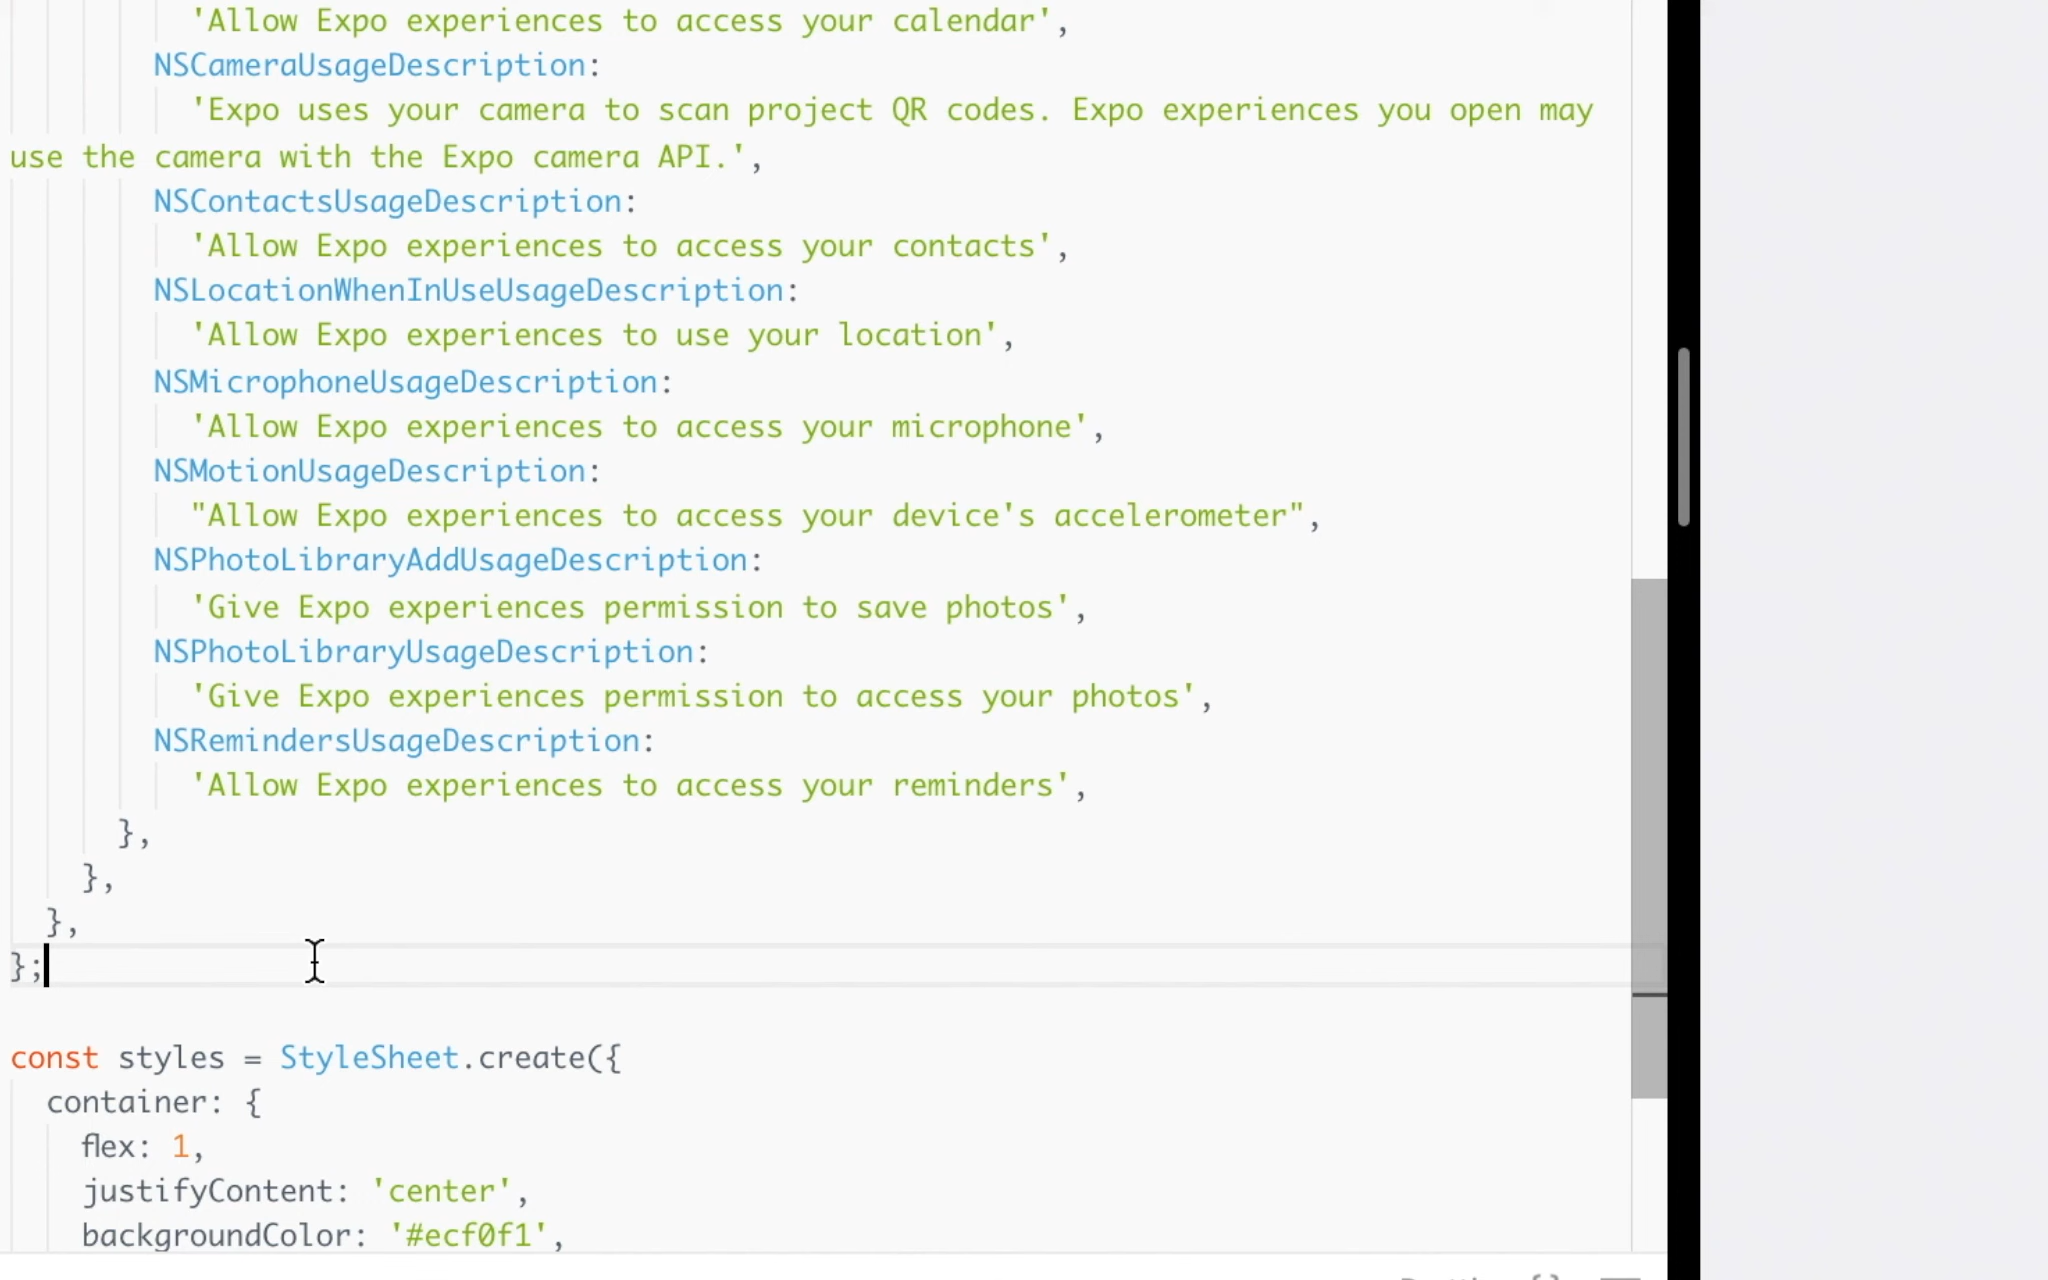 'Allow Expo experiences to access your calendar',
NSCameraUsageDescription:
'Expo uses your camera to scan project QR codes. Expo experiences you open may
use the camera with the Expo camera API.',
NSContactsUsageDescription:
'Allow Expo experiences to access your contacts',
NSLocationWhenInUseUsageDescription:
'Allow Expo experiences to use your location',
NSMicrophoneUsageDescription:
'Allow Expo experiences to access your microphone',
NSMotionUsageDescription:
"Allow Expo experiences to access your device's accelerometer",
NSPhotoLibraryAddUsageDescription:
'Give Expo experiences permission to save photos',
NSPhotoLibraryUsageDescription:
'Give Expo experiences permission to access your photos',
NSRemindersUsageDescription:
'Allow Expo experiences to access your reminders',
},
},
},
};
const styles = StyleSheet.create({
container: {
flex: 1,
justifyContent: 'center',
backgroundColor: '#ecf0f1',